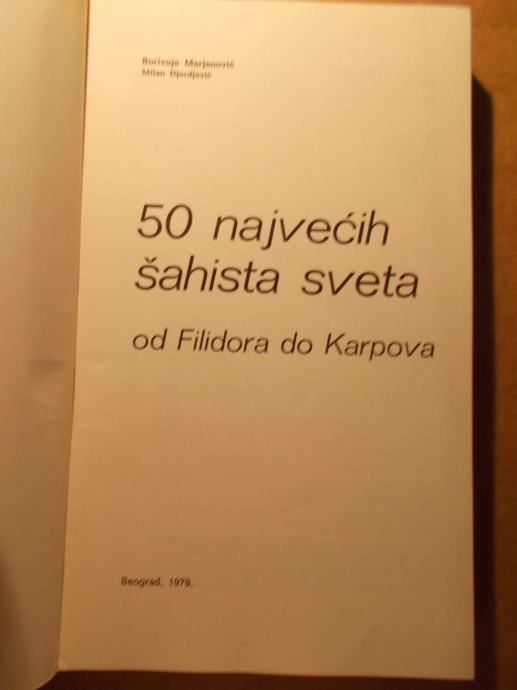 Borivoje Marjanović
Milan Djordjević
50 najvećih
šahista sveta
od Filidora do Karpova
Beograd, 1979.